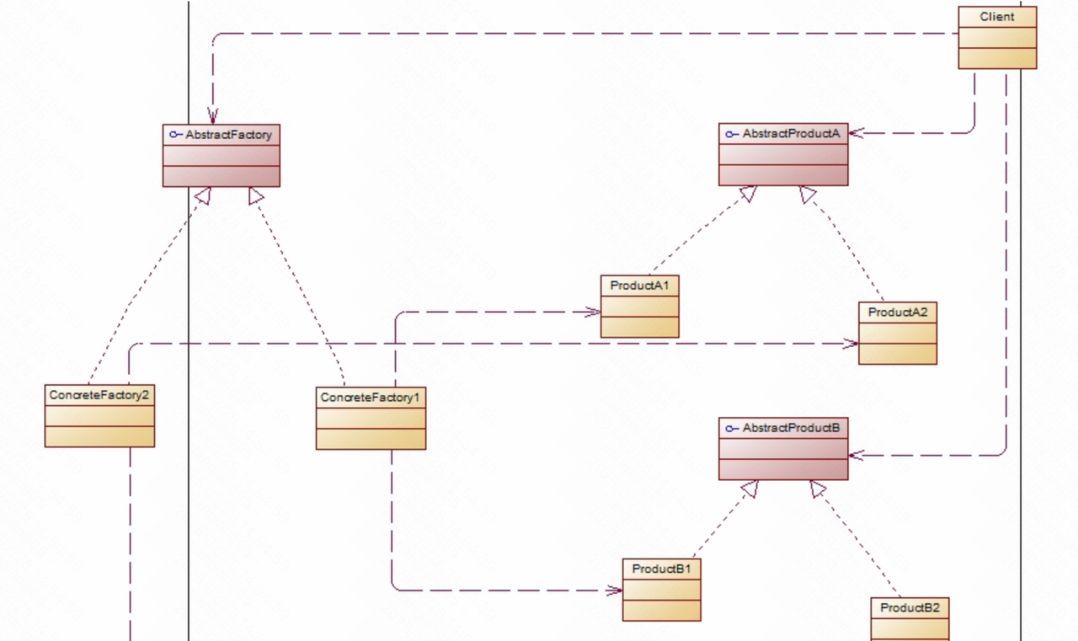 Client
AbstractFactory
AbstractProductA
ProductA1
ProductA2
ConcreteFactory2
ConcreteFactory1
AbstractProductB
ProductB1
ProductB2